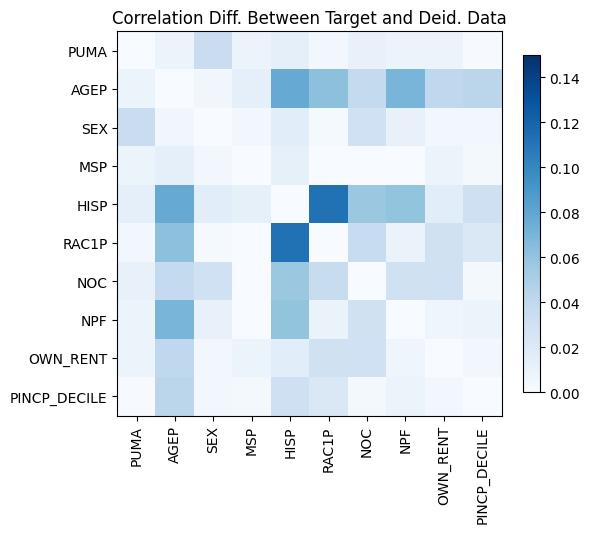 Correlation Diff. Between Target and Deid. Data
PUMA
AGEP
SEX
MSP
HISP
RAC1P
NOC
NPF
OWN_RENT
PINCP_DECILE
PUMA
AGEP
SEX
MSP
HISP
RAC1P
NOC
NPF
OWN_RENT
PINCP_DECILE
0.14
0.12
0.10
0.08
0.06
0.04
0.02
0.00